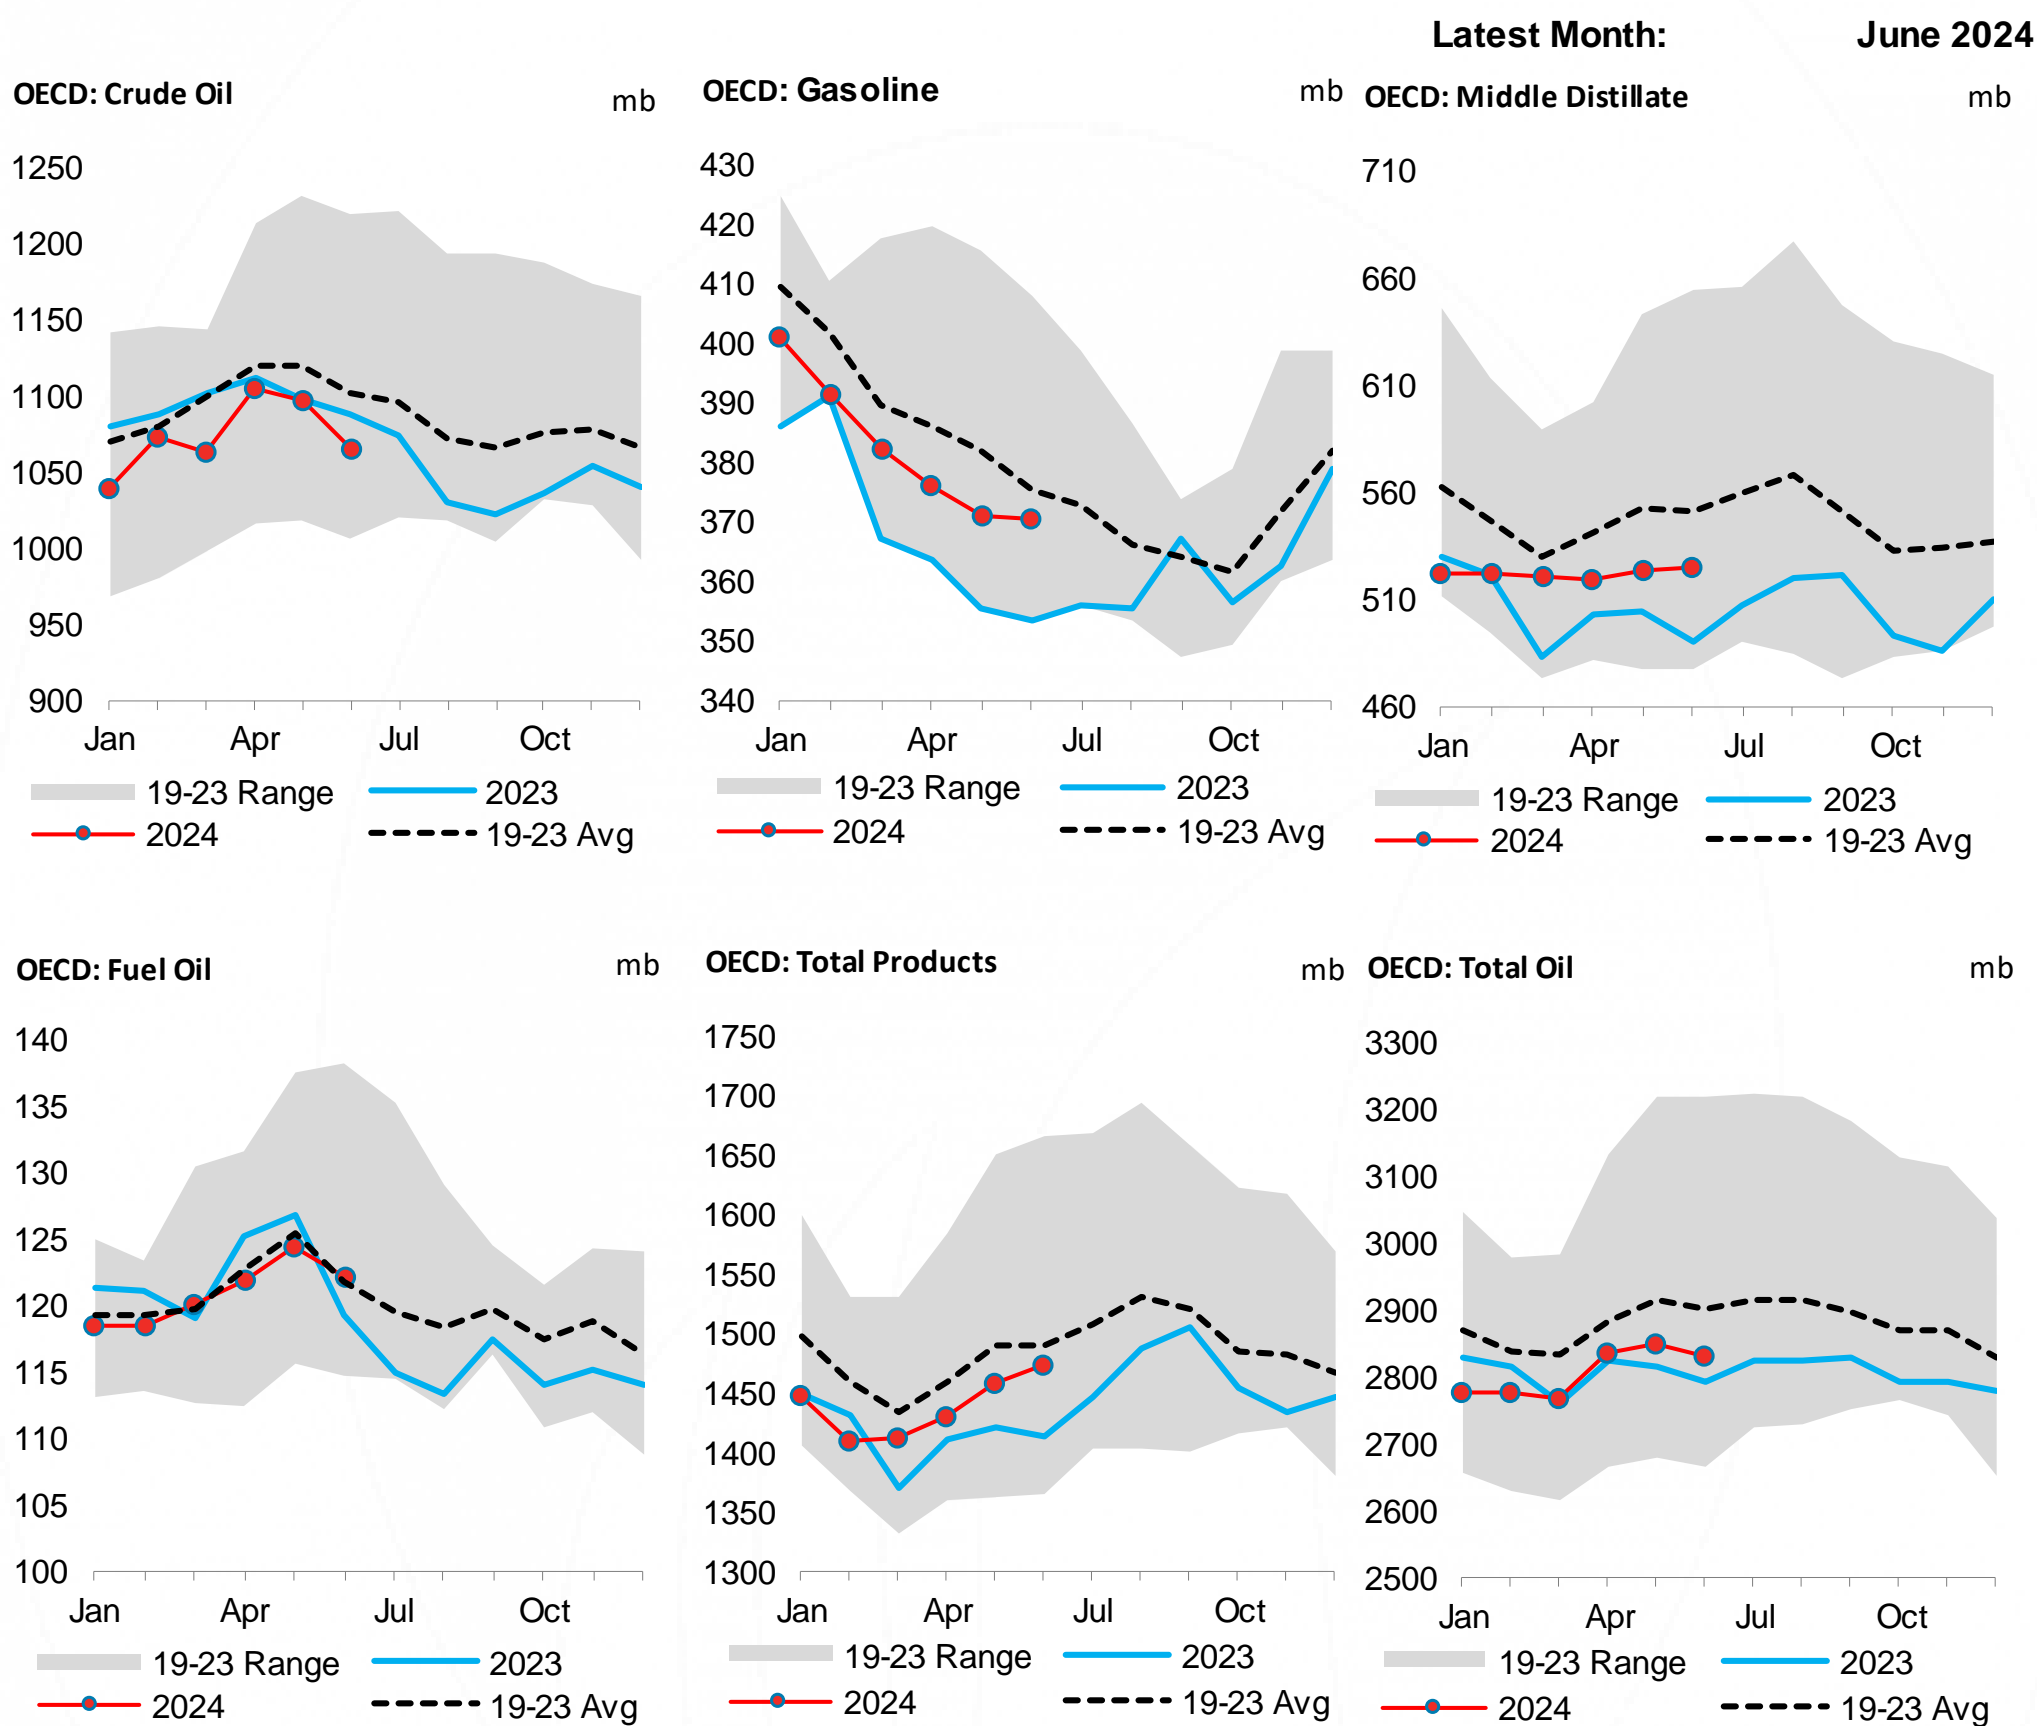 Latest Month: June 2024
OECD: Crude Oil mb
1250
1200
1150
1100
1050
1000
950
900
Jan Apr Jul Oct
19-23 Range 2023
2024 19-23 Avg
OECD: Gasoline mb
430
420
410
400
390
380
370
360
350
340
Jan Apr Jul Oct
19-23 Range 2023
2024 19-23 Avg
OECD: Middle Distillate mb
710
660
610
560
510
460
Jan Apr Jul Oct
19-23 Range 2023
2024 19-23 Avg
OECD: Fuel Oil mb
140
135
130
125
120
115
110
105
100
Jan Apr Jul Oct
19-23 Range 2023
2024 19-23 Avg
OECD: Total Products mb
1750
1700
1650
1600
1550
1500
1450
1400
1350
1300
Jan Apr Jul Oct
19-23 Range 2023
2024 19-23 Avg
OECD: Total Oil mb
3300
3200
3100
3000
2900
2800
2700
2600
2500
Jan Apr Jul Oct
19-23 Range 2023
2024 19-23 Avg